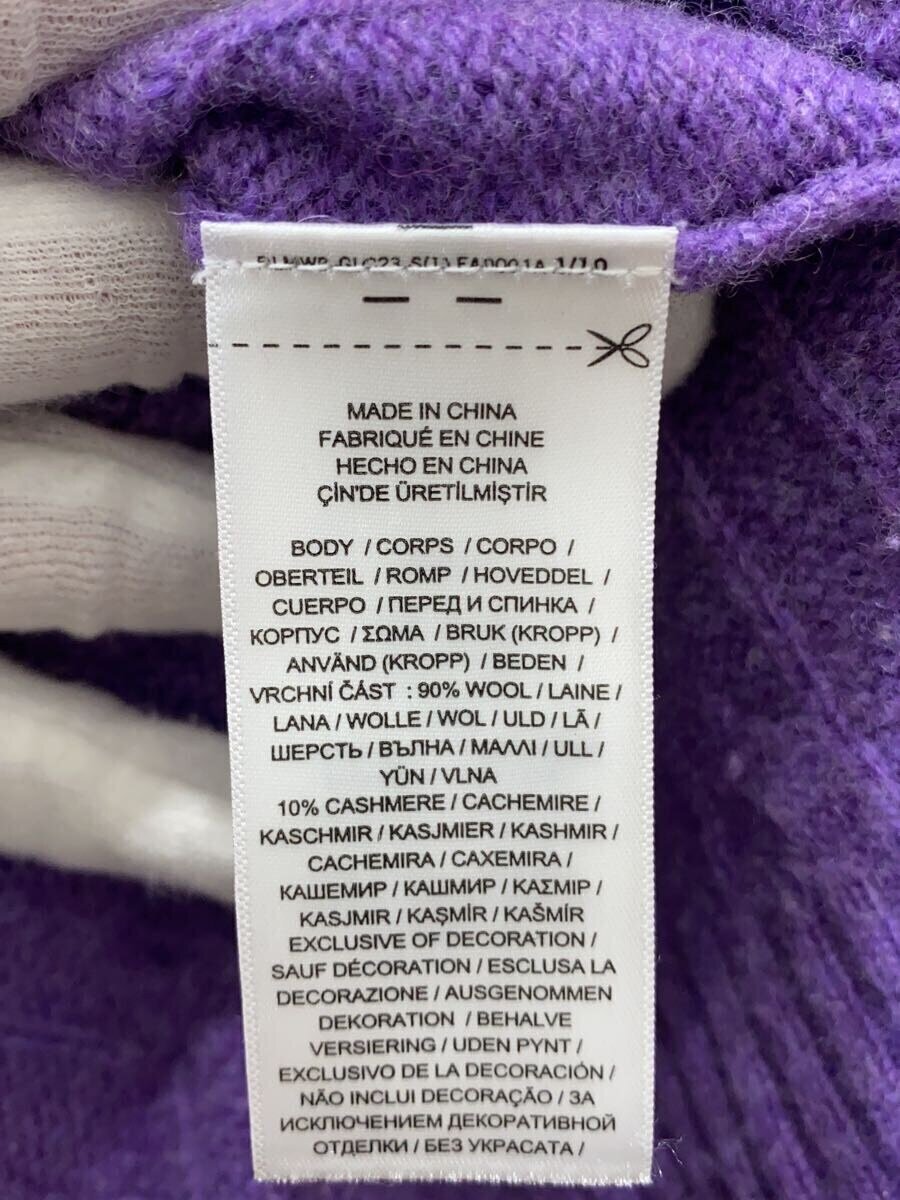 1/10
MADE IN CHINA
FABRIQUÉ EN CHINE
HECHO EN CHINA
ÇİN'DE ÜRETİLMİŞTİR
BODY / CORPS / CORPO /
OBERTEIL / ROMP / HOVEDDEL /
CUERPO / ПЕРЕД И СПИНКА /
КОРПУС / ΣΩΜΑ / BRUK (KROPP) /
ANVÄND (KROPP) / BEDEN /
VRCHNÍ ČÁST : 90% WOOL / LAINE /
LANA / WOLLE / WOL / ULD / LÃ /
ШЕРСТЬ / ВЪЛНА / ΜΑΛΛΙ / ULL /
YÜN / VLNA
10% CASHMERE / CACHEMIRE /
KASCHMIR / KASJMIER / KASHMIR /
CACHEMIRA / CAXEMIRA /
КАШЕМИР / КАШМИР / ΚΑΣΜΙΡ /
KASJMIR / KAŞMİR / KAŠMÍR
EXCLUSIVE OF DECORATION /
SAUF DÉCORATION / ESCLUSA LA
DECORAZIONE / AUSGENOMMEN
DEKORATION / BEHALVE
VERSIERING / UDEN PYNT /
EXCLUSIVO DE LA DECORACIÓN /
NÃO INCLUI DECORAÇÃO / ЗА
ИСКЛЮЧЕНИЕМ ДЕКОРАТИВНОЙ
ОТДЕЛКИ / БЕЗ УКРАСАТА /